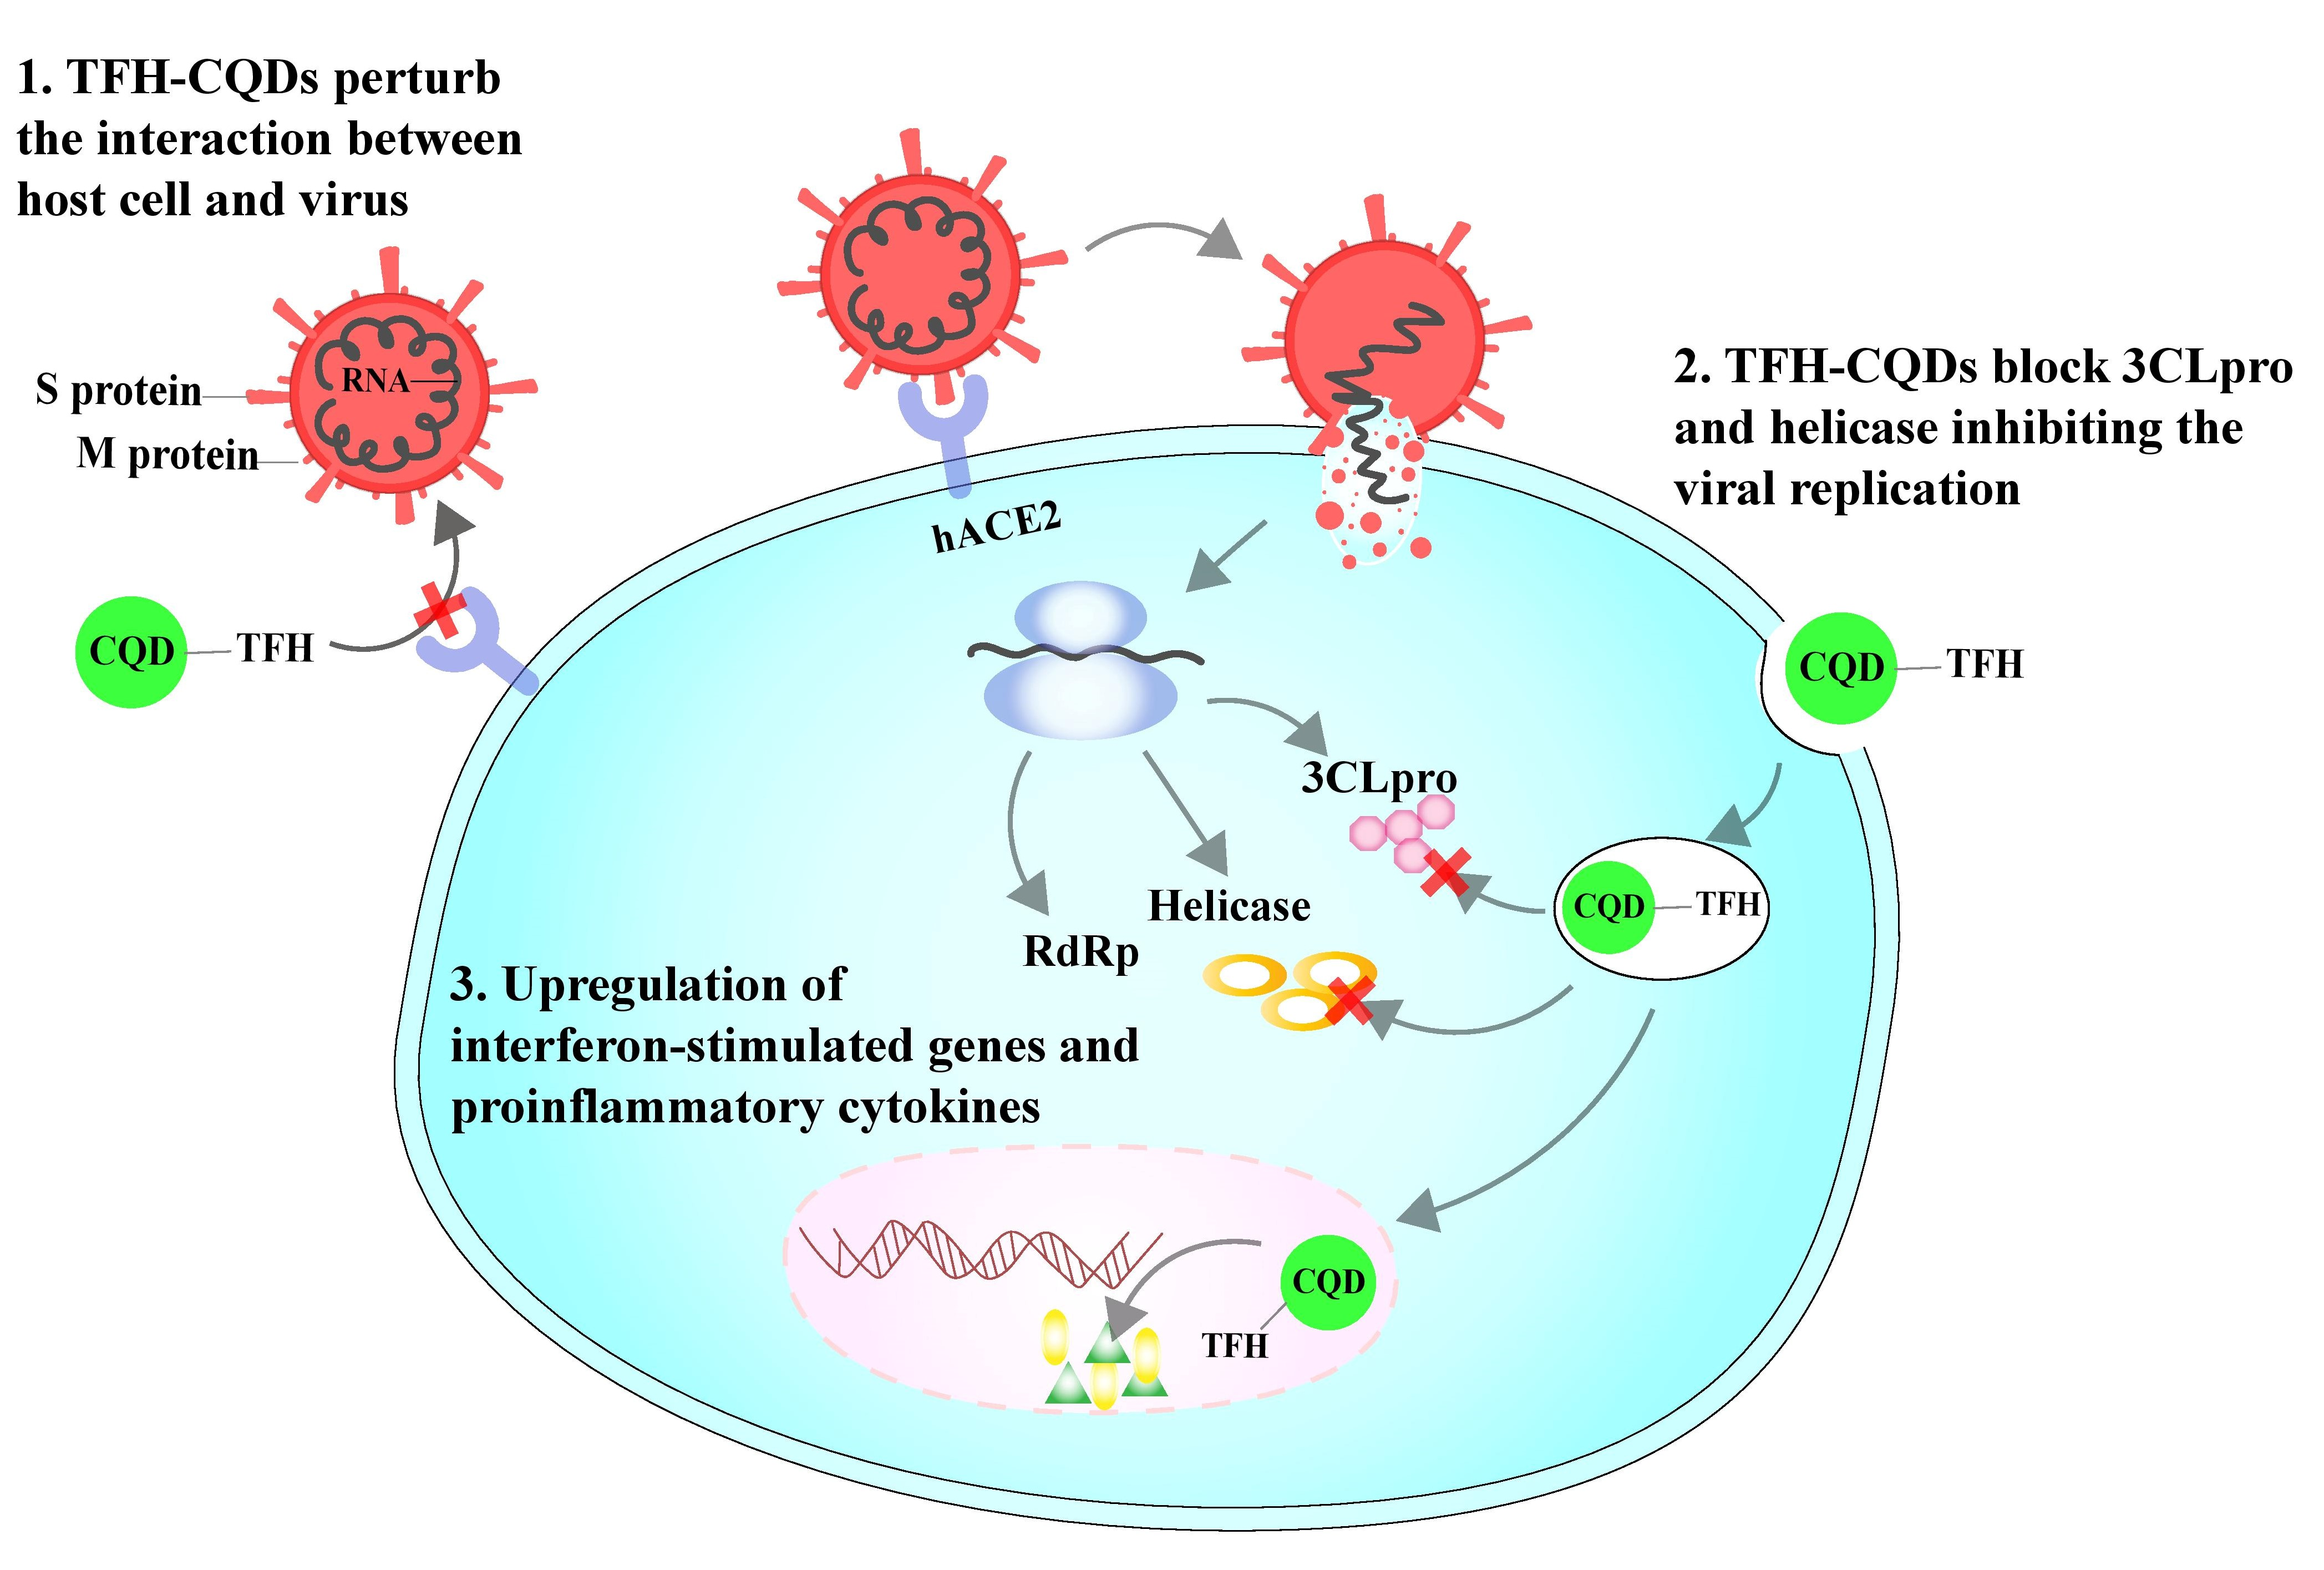 1. TFH-CQDs perturb
the interaction between
host cell and virus
S protein
M protein
RNA
CQD
TFH
hACE2
2. TFH-CQDs block 3CLpro
and helicase inhibiting the
viral replication
CQD
TFH
3CLpro
Helicase
RdRp
CQD
TFH
3. Upregulation of
interferon-stimulated genes and
proinflammatory cytokines
CQD
TFH